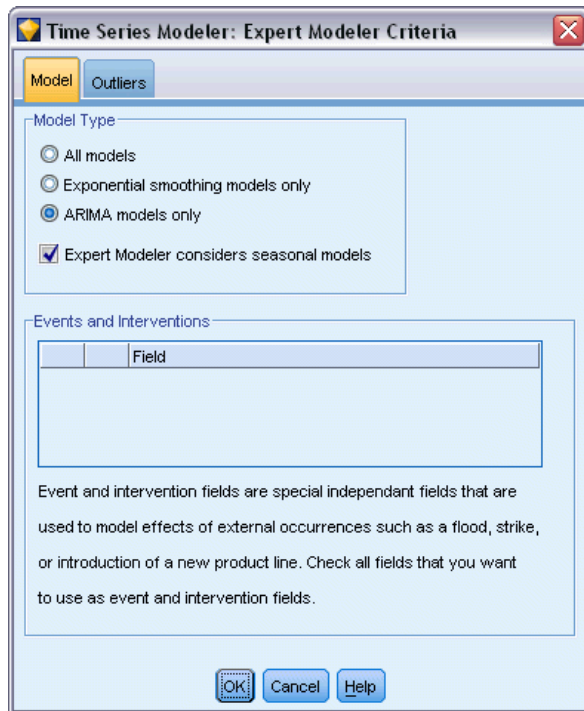 Time Series Modeler: Expert Modeler Criteria
Model Outliers
Model Type
All models
Exponential smoothing models only
ARIMA models only
Expert Modeler considers seasonal models
Events and Interventions
Field
Event and intervention fields are special independant fields that are
used to model effects of external occurrences such as a flood, strike,
or introduction of a new product line. Check all fields that you want
to use as event and intervention fields.
OK Cancel Help